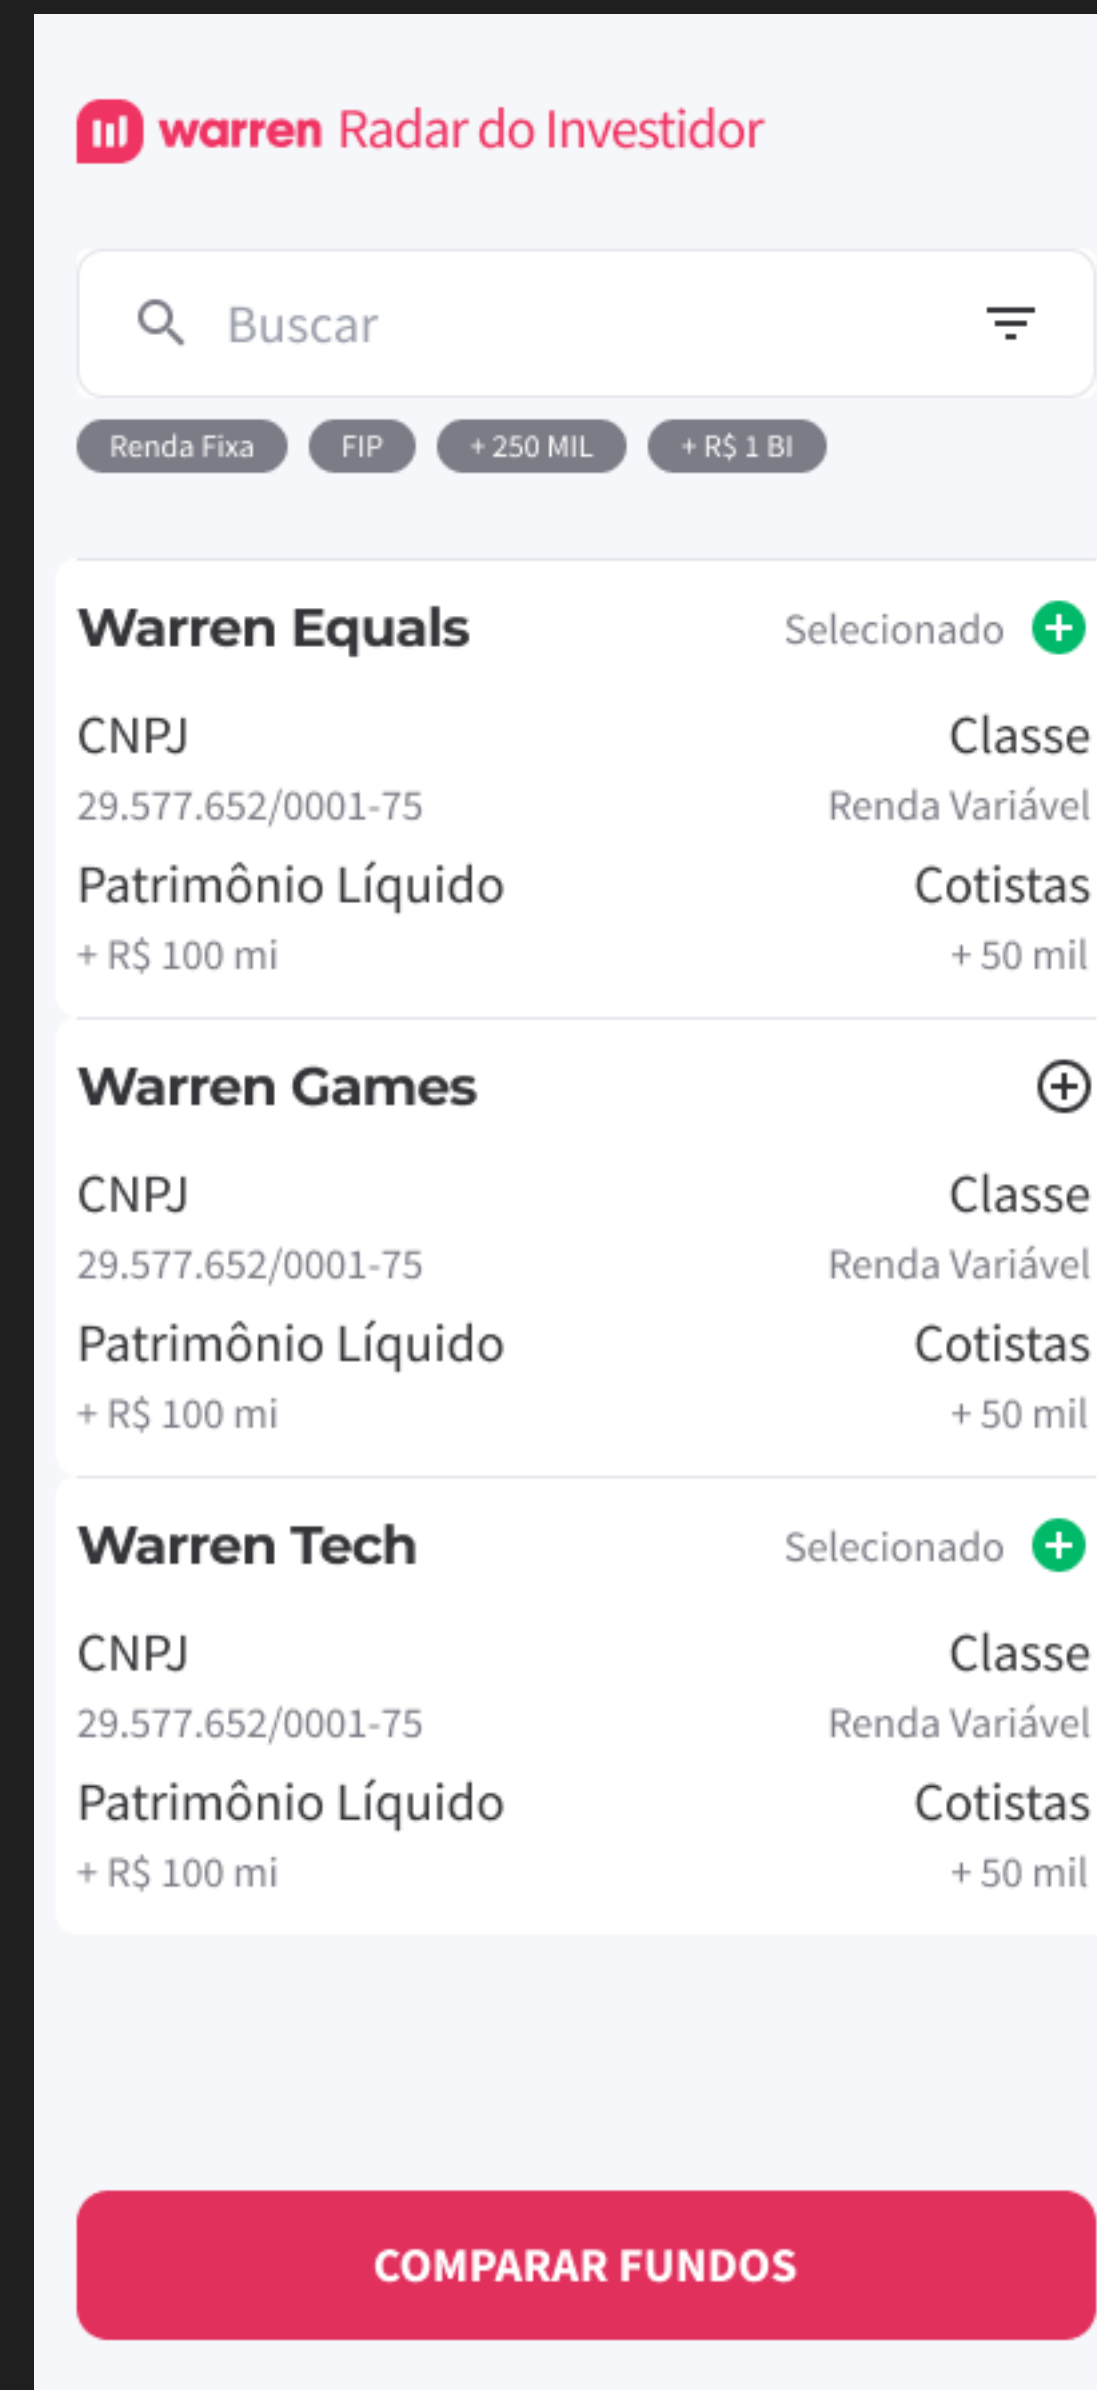 warren Radar do Investidor
Buscar
Renda Fixa FIP + 250 MIL + R$ 1 BI
Warren Equals Selecionado
CNPJ Classe
29.577.652/0001-75 Renda Variável
Patrimônio Líquido Cotistas
+ R$ 100 mi + 50 mil
Warren Games
CNPJ Classe
29.577.652/0001-75 Renda Variável
Patrimônio Líquido Cotistas
+ R$ 100 mi + 50 mil
Warren Tech Selecionado
CNPJ Classe
29.577.652/0001-75 Renda Variável
Patrimônio Líquido Cotistas
+ R$ 100 mi + 50 mil
COMPARAR FUNDOS